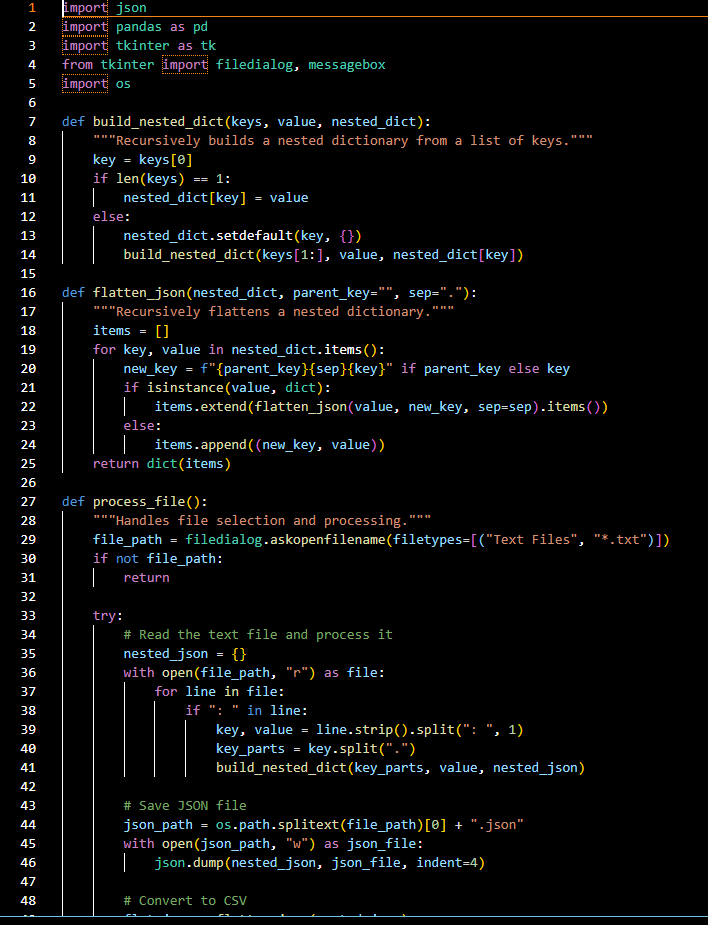 1 import json
2 import pandas as pd
3 import tkinter as tk
4 from tkinter import filedialog, messagebox
5 import os
6
7 def build_nested_dict(keys, value, nested_dict):
8     """Recursively builds a nested dictionary from a list of keys."""
9     key = keys[0]
10     if len(keys) == 1:
11         nested_dict[key] = value
12     else:
13         nested_dict.setdefault(key, {})
14         build_nested_dict(keys[1:], value, nested_dict[key])
15
16 def flatten_json(nested_dict, parent_key="", sep="."):
17     """Recursively flattens a nested dictionary."""
18     items = []
19     for key, value in nested_dict.items():
20         new_key = f"{parent_key}{sep}{key}" if parent_key else key
21         if isinstance(value, dict):
22             items.extend(flatten_json(value, new_key, sep=sep).items())
23         else:
24             items.append((new_key, value))
25     return dict(items)
26
27 def process_file():
28     """Handles file selection and processing."""
29     file_path = filedialog.askopenfilename(filetypes=[("Text Files", "*.txt")])
30     if not file_path:
31         return
32
33     try:
34         # Read the text file and process it
35         nested_json = {}
36         with open(file_path, "r") as file:
37             for line in file:
38                 if ": " in line:
39                     key, value = line.strip().split(": ", 1)
40                     key_parts = key.split(".")
41                     build_nested_dict(key_parts, value, nested_json)
42
43         # Save JSON file
44         json_path = os.path.splitext(file_path)[0] + ".json"
45         with open(json_path, "w") as json_file:
46             json.dump(nested_json, json_file, indent=4)
47
48         # Convert to CSV